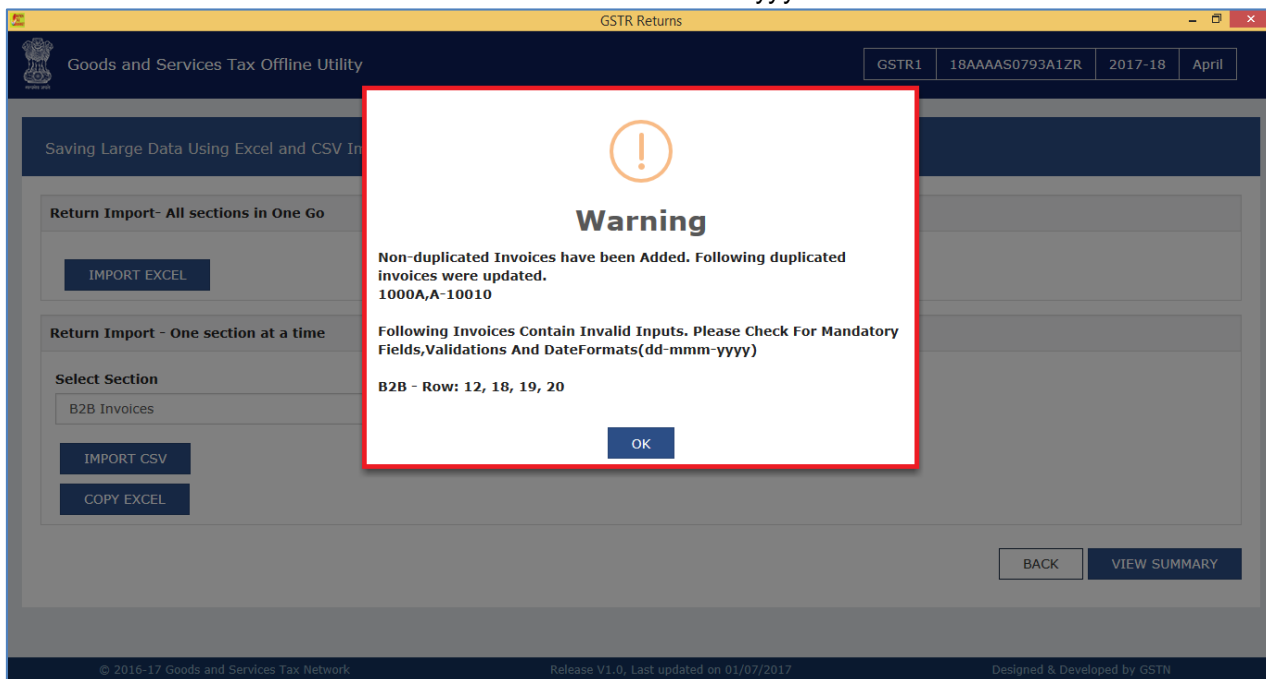 GSTR Returns
Goods and Services Tax Offline Utility
GSTR1 18AAAAS0793A1ZR 2017-18 April
Saving Large Data Using Excel and CSV
Return Import- All sections in One Go
IMPORT EXCEL
Return Import - One section at a time
Select Section
B2B Invoices
IMPORT CSV
COPY EXCEL
Warning
Non-duplicated Invoices have been Added. Following duplicated
invoices were updated.
1000A,A-10010
Following Invoices Contain Invalid Inputs. Please Check For Mandatory
Fields,Validations And DateFormats(dd-mmm-yyyy)
B2B - Row: 12, 18, 19, 20
OK
BACK VIEW SUMMARY
© 2016-17 Goods and Services Tax Network Release V1.0, Last updated on 01/07/2017 Designed & Developed by GSTN